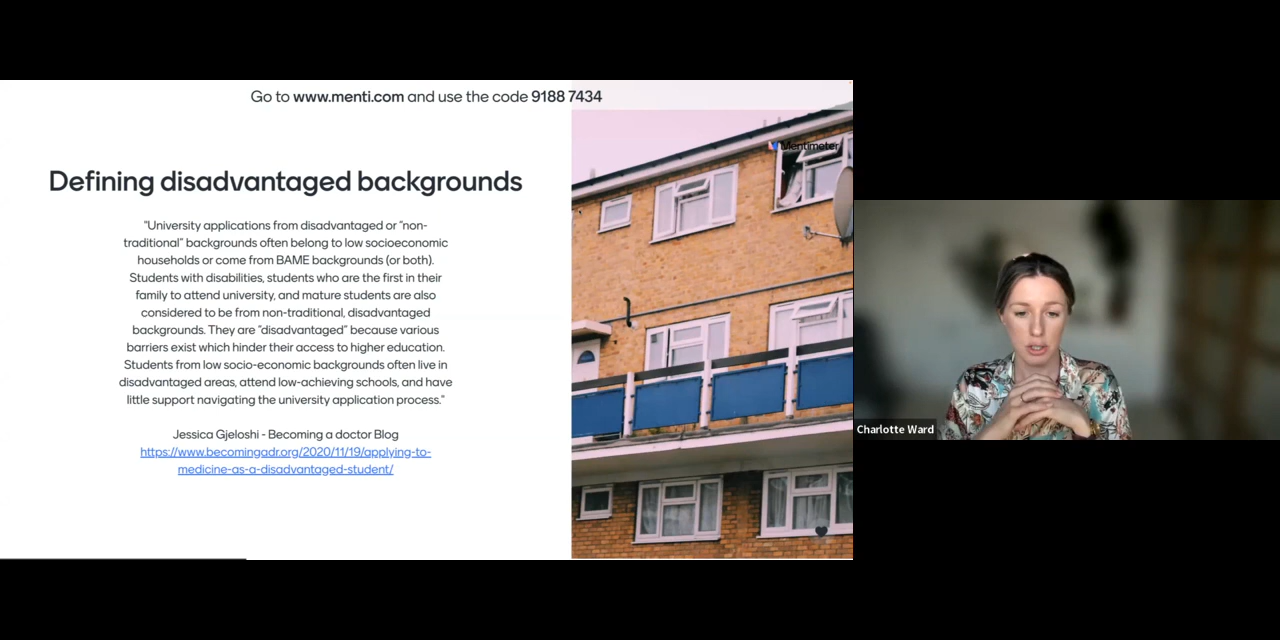 Go to www.menti.com and use the code 9188 7434
Mentimeter
Defining disadvantaged backgrounds
"University applications from disadvantaged or "non-
traditional" backgrounds often belong to low socioeconomic
households or come from BAME backgrounds (or both).
Students with disabilities, students who are the first in their
family to attend university, and mature students are also
considered to be from non-traditional, disadvantaged
backgrounds. They are "disadvantaged" because various
barriers exist which hinder their access to higher education.
Students from low socio-economic backgrounds often live in
disadvantaged areas, attend low-achieving schools, and have
little support navigating the university application process."
Jessica Gjeloshi - Becoming a doctor Blog
https://www.becomingadr.org/2020/11/19/applying-to-
medicine-as-a-disadvantaged-student/
Charlotte Ward